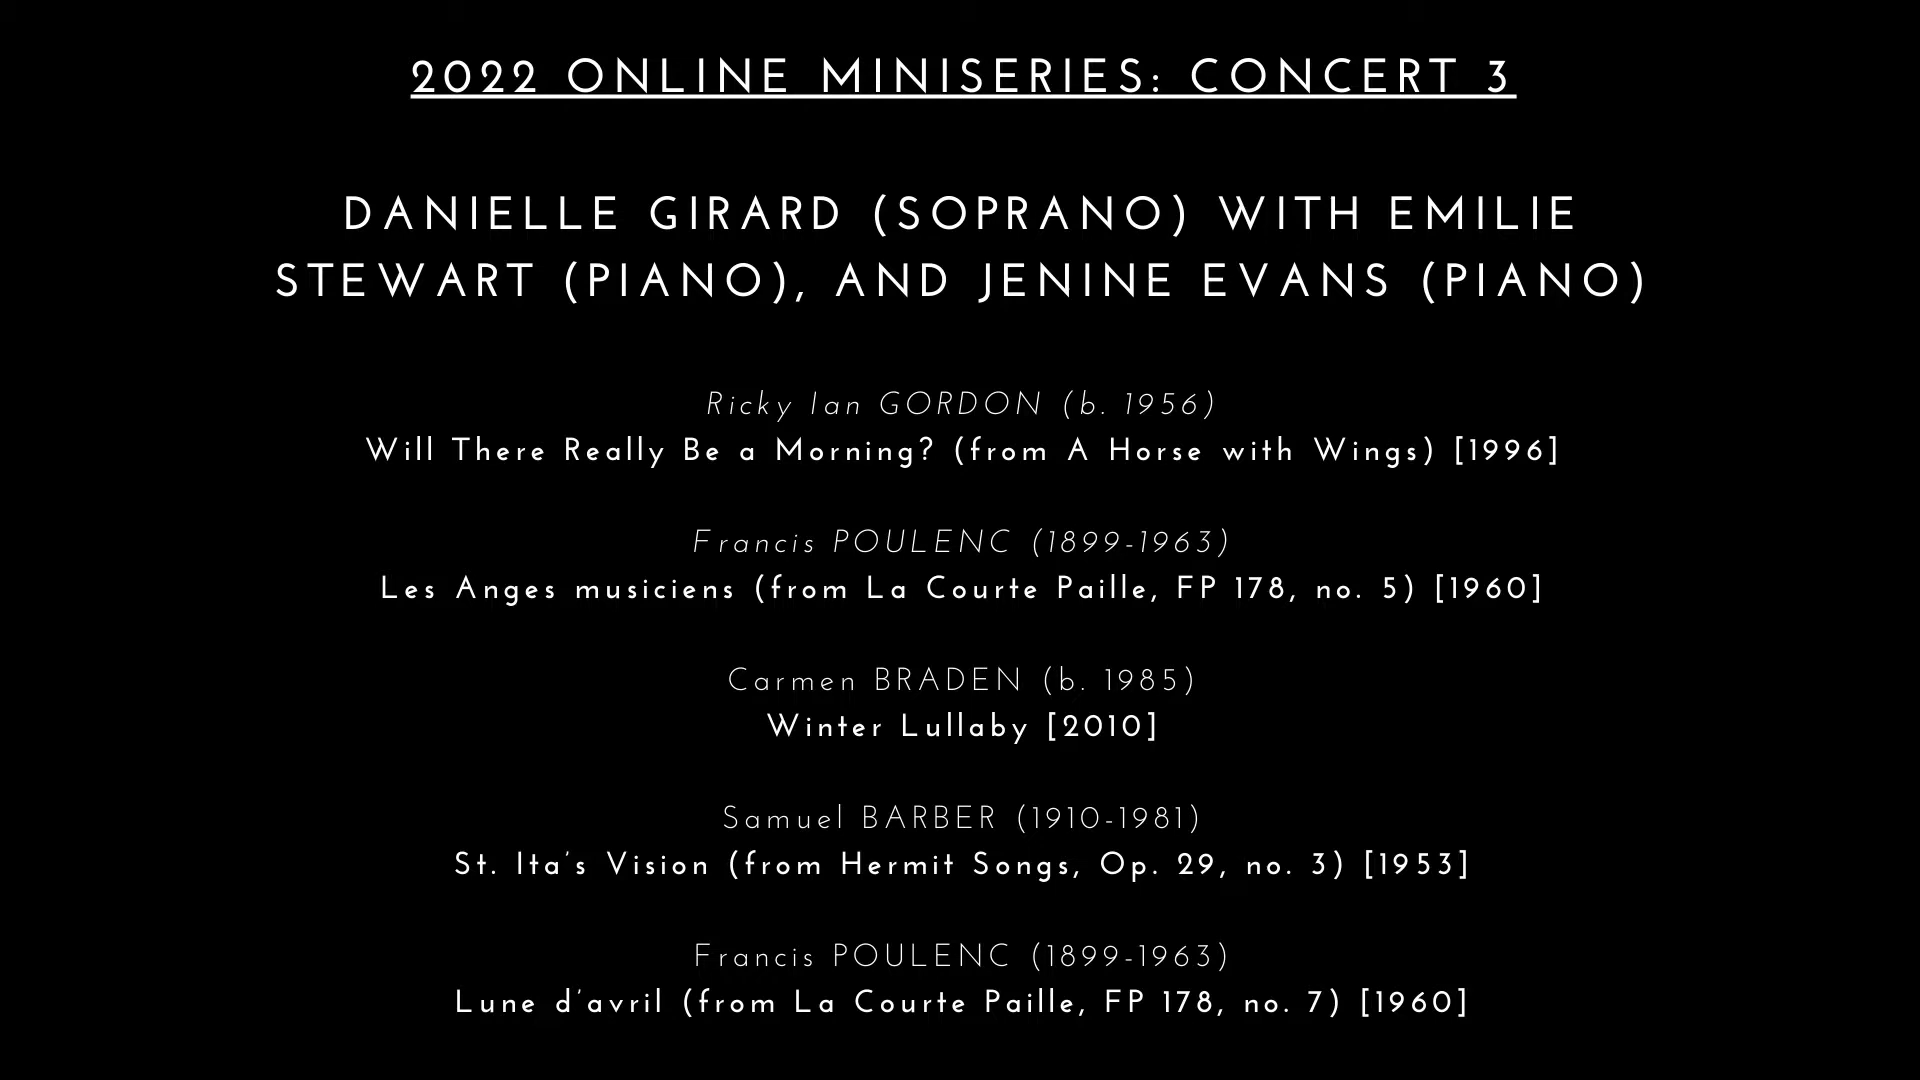 2022 ONLINE MINISERIES: CONCERT 3
DANIELLE GIRARD (SOPRANO) WITH EMILIE
STEWART (PIANO), AND JENINE EVANS (PIANO)
Ricky Ian GORDON (b. 1956)
Will There Really Be a Morning? (from A Horse with Wings) [1996]
Francis POULENC (1899-1963)
Les Anges musiciens (from La Courte Paille, FP 178, no. 5) [1960]
Carmen BRADEN (b. 1985)
Winter Lullaby [2010]
Samuel BARBER (1910-1981)
St. Ita's Vision (from Hermit Songs, Op. 29, no. 3) [1953]
Francis POULENC (1899-1963)
Lune d'avril (from La Courte Paille, FP 178, no. 7) [1960]